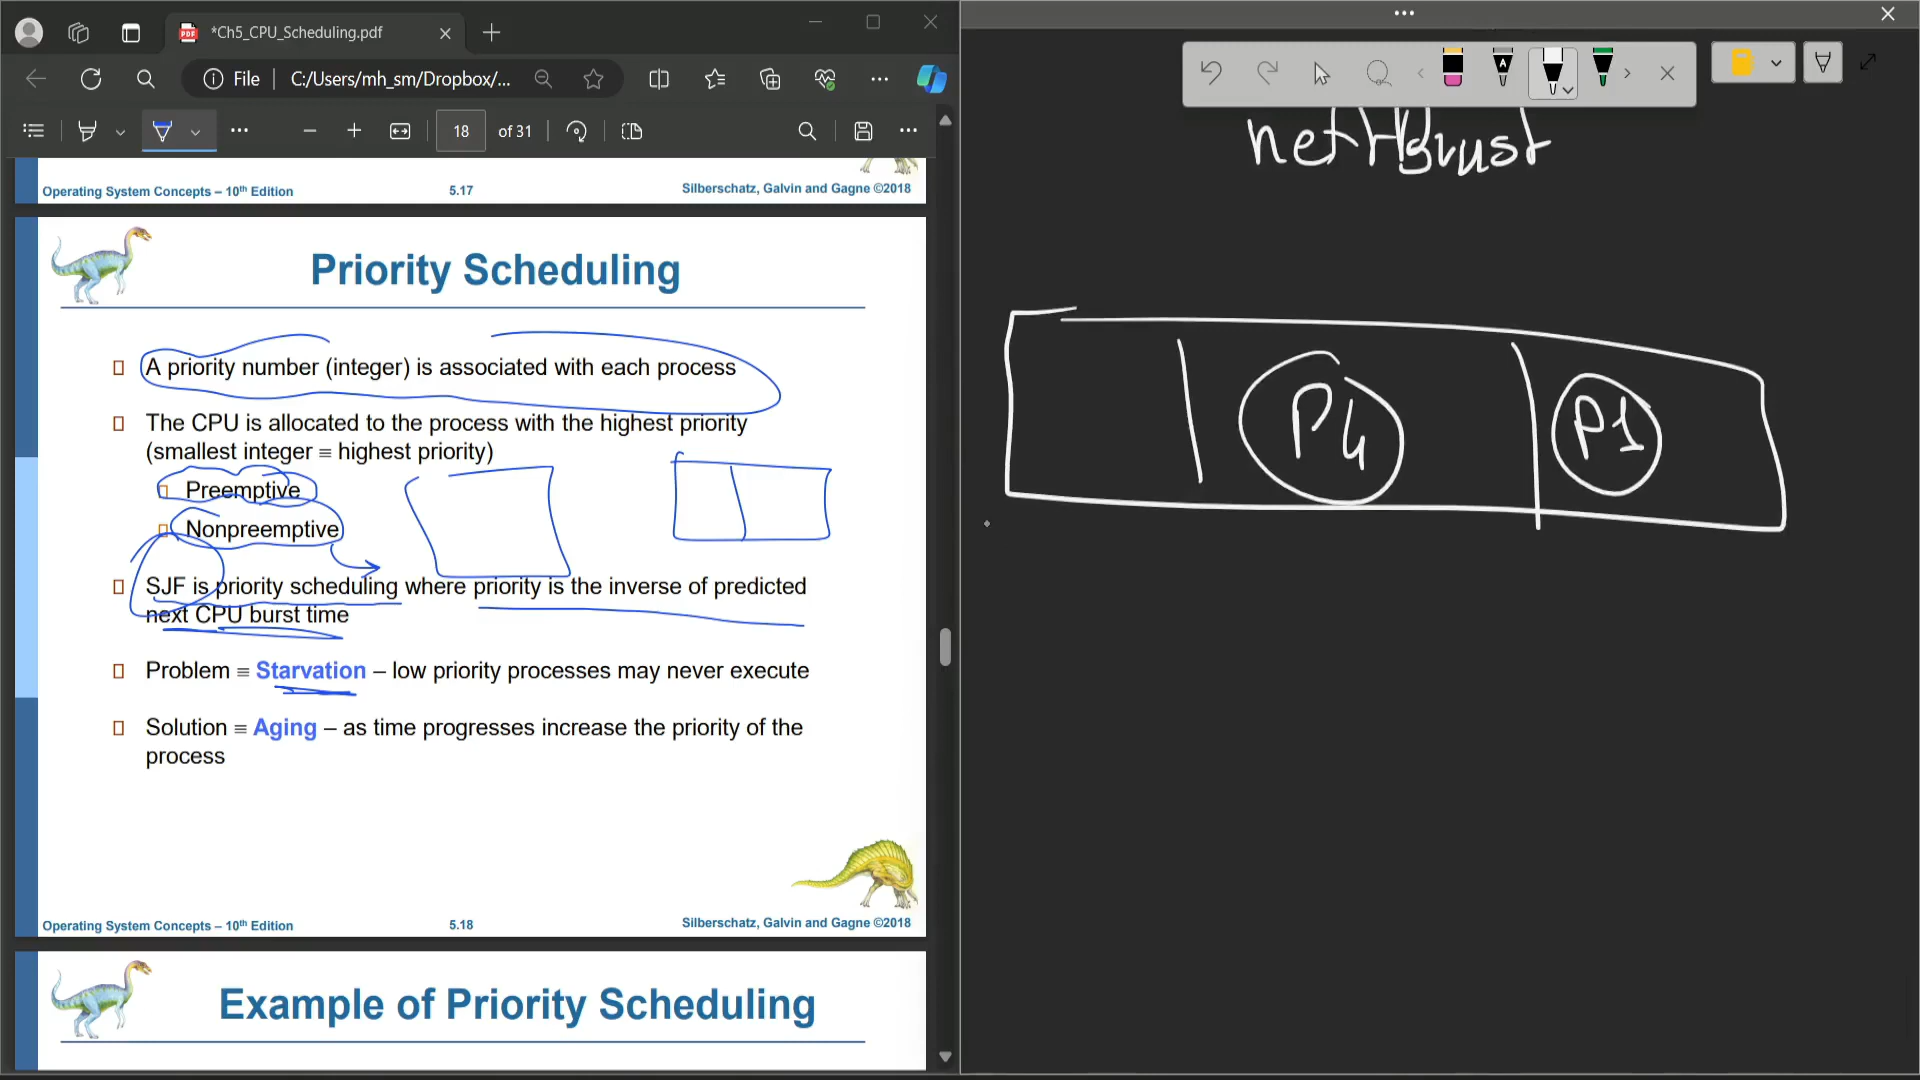 *Ch5_CPU_Scheduling.pdf
File
C:/Users/mh_sm/Dropbox/...
18 of 31
Operating System Concepts – 10th Edition
5.17
Silberschatz, Galvin and Gagne ©2018
Priority Scheduling
A priority number (integer) is associated with each process
The CPU is allocated to the process with the highest priority
(smallest integer ≡ highest priority)
Preemptive
Nonpreemptive
SJF is priority scheduling where priority is the inverse of predicted
next CPU burst time
Problem ≡ Starvation – low priority processes may never execute
Solution ≡ Aging – as time progresses increase the priority of the
process
Operating System Concepts – 10th Edition
5.18
Silberschatz, Galvin and Gagne ©2018
Example of Priority Scheduling
P4
P1